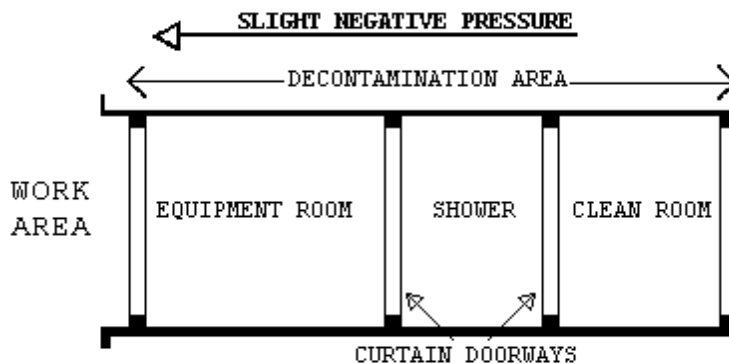 SLIGHT NEGATIVE PRESSURE
DECONTAMINATION AREA
WORK
AREA
EQUIPMENT ROOM
SHOWER
CLEAN ROOM
CURTAIN DOORWAYS